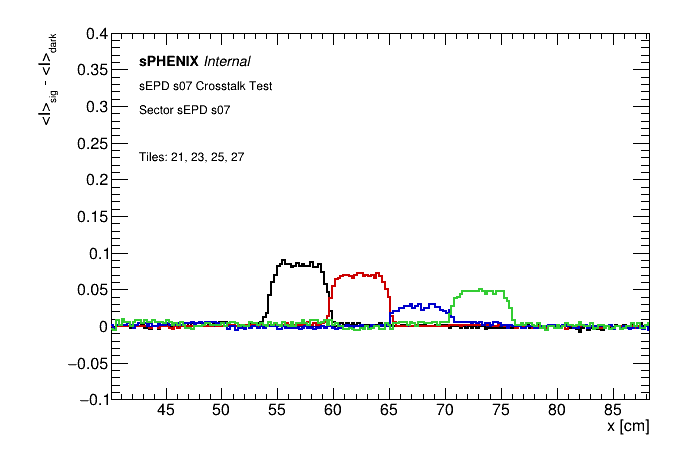 <I>sig - <I>dark
0.4
0.35
0.3
0.25
0.2
0.15
0.1
0.05
0
−0.05
−0.1
sPHENIX Internal
sEPD s07 Crosstalk Test
Sector sEPD s07
Tiles: 21, 23, 25, 27
45 50 55 60 65 70 75 80 85
x [cm]